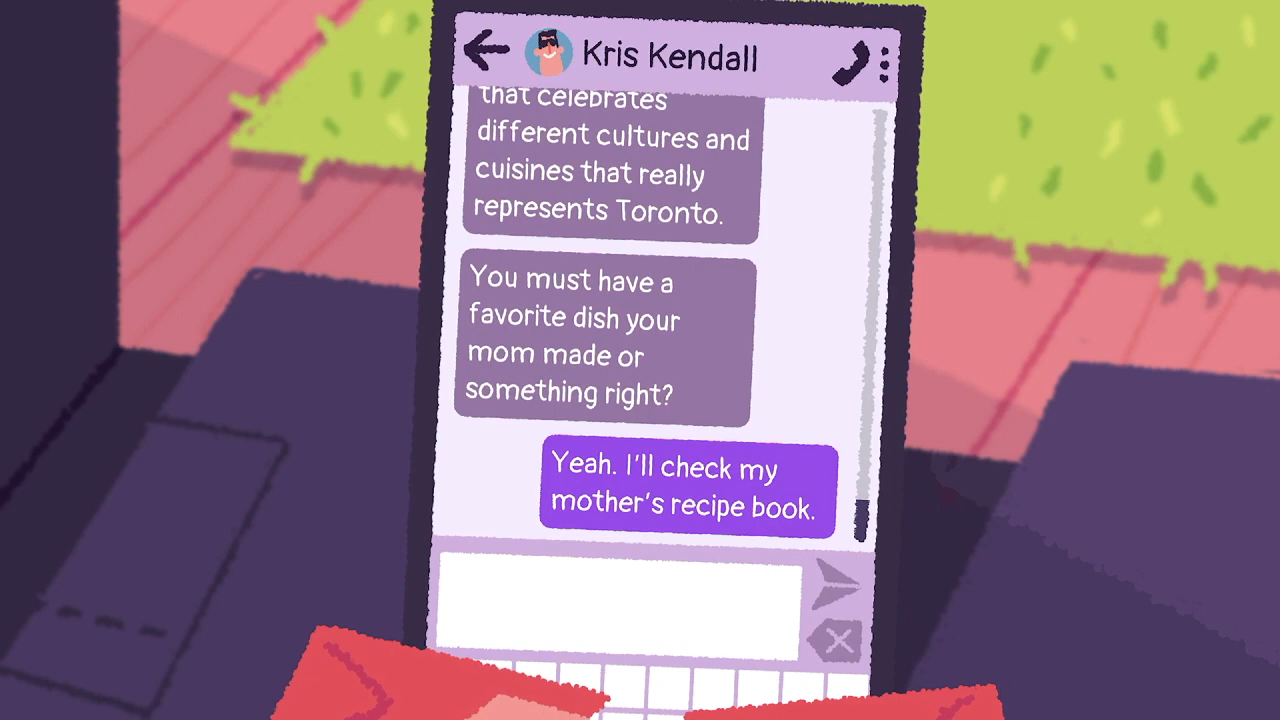 Kris Kendall
that celebrates
different cultures and
cuisines that really
represents Toronto.
You must have a
favorite dish your
mom made or
something right?
Yeah. I'll check my
mother's recipe book.